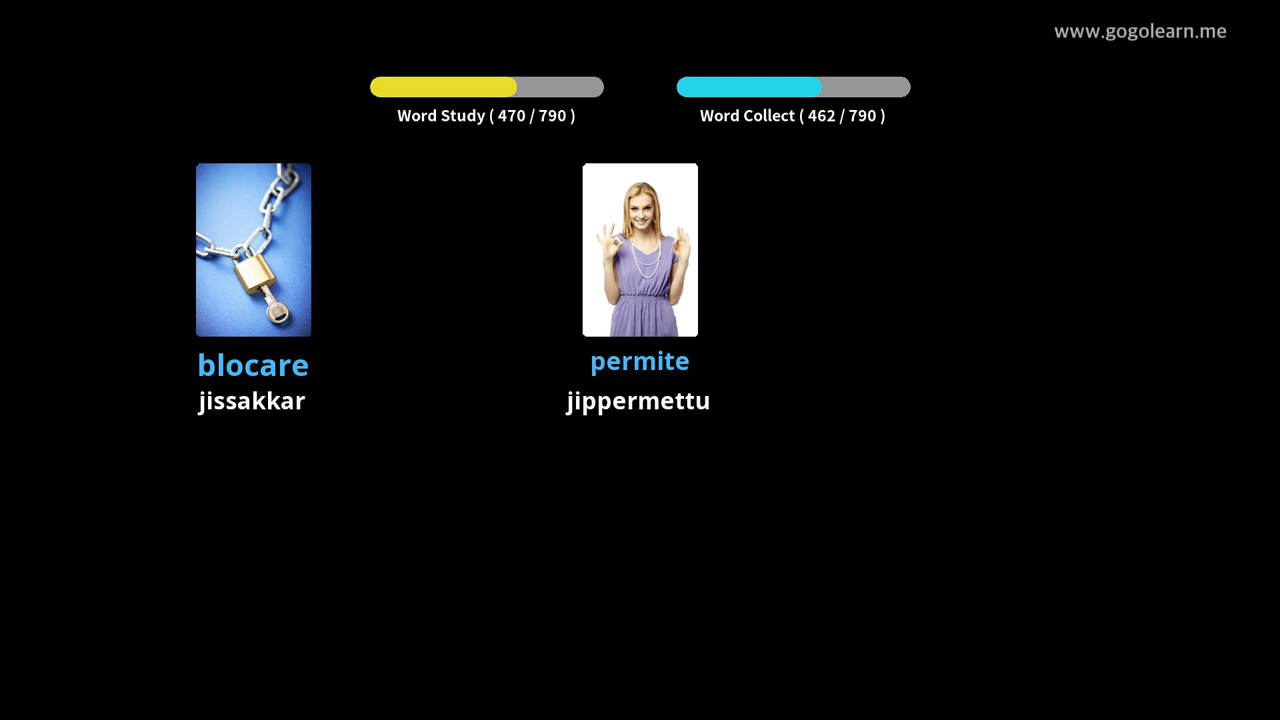 www.gogolearn.me
Word Study ( 470 / 790 )
Word Collect ( 462 / 790 )
blocare
jissakkar
permite
jippermettu